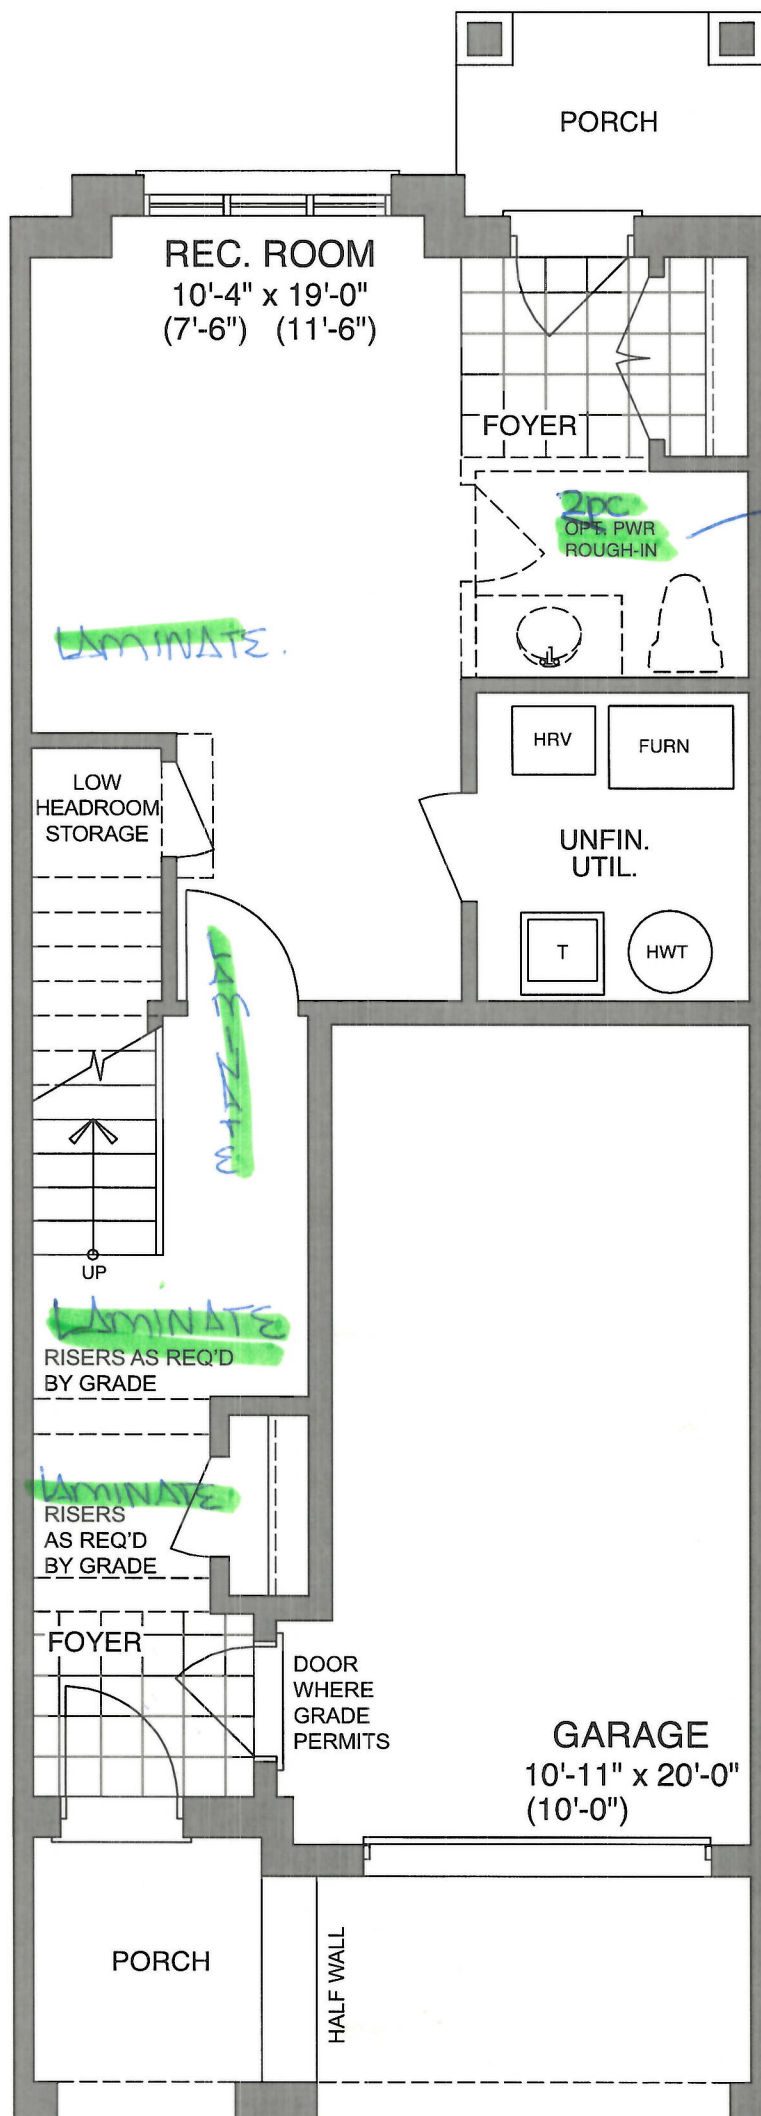 PORCH
REC. ROOM
10'-4" x 19'-0"
(7'-6") (11'-6")
FOYER
2pc
OPT. PWR
ROUGH-IN
LAMINATE.
HRV
FURN
LOW
HEADROOM
STORAGE
UNFIN.
UTIL.
T
HWT
LAMINATE
UP
LAMINATE
RISERS AS REQ'D
BY GRADE
LAMINATE
RISERS
AS REQ'D
BY GRADE
FOYER
DOOR
WHERE
GRADE
PERMITS
GARAGE
10'-11" x 20'-0"
(10'-0")
PORCH
HALF WALL